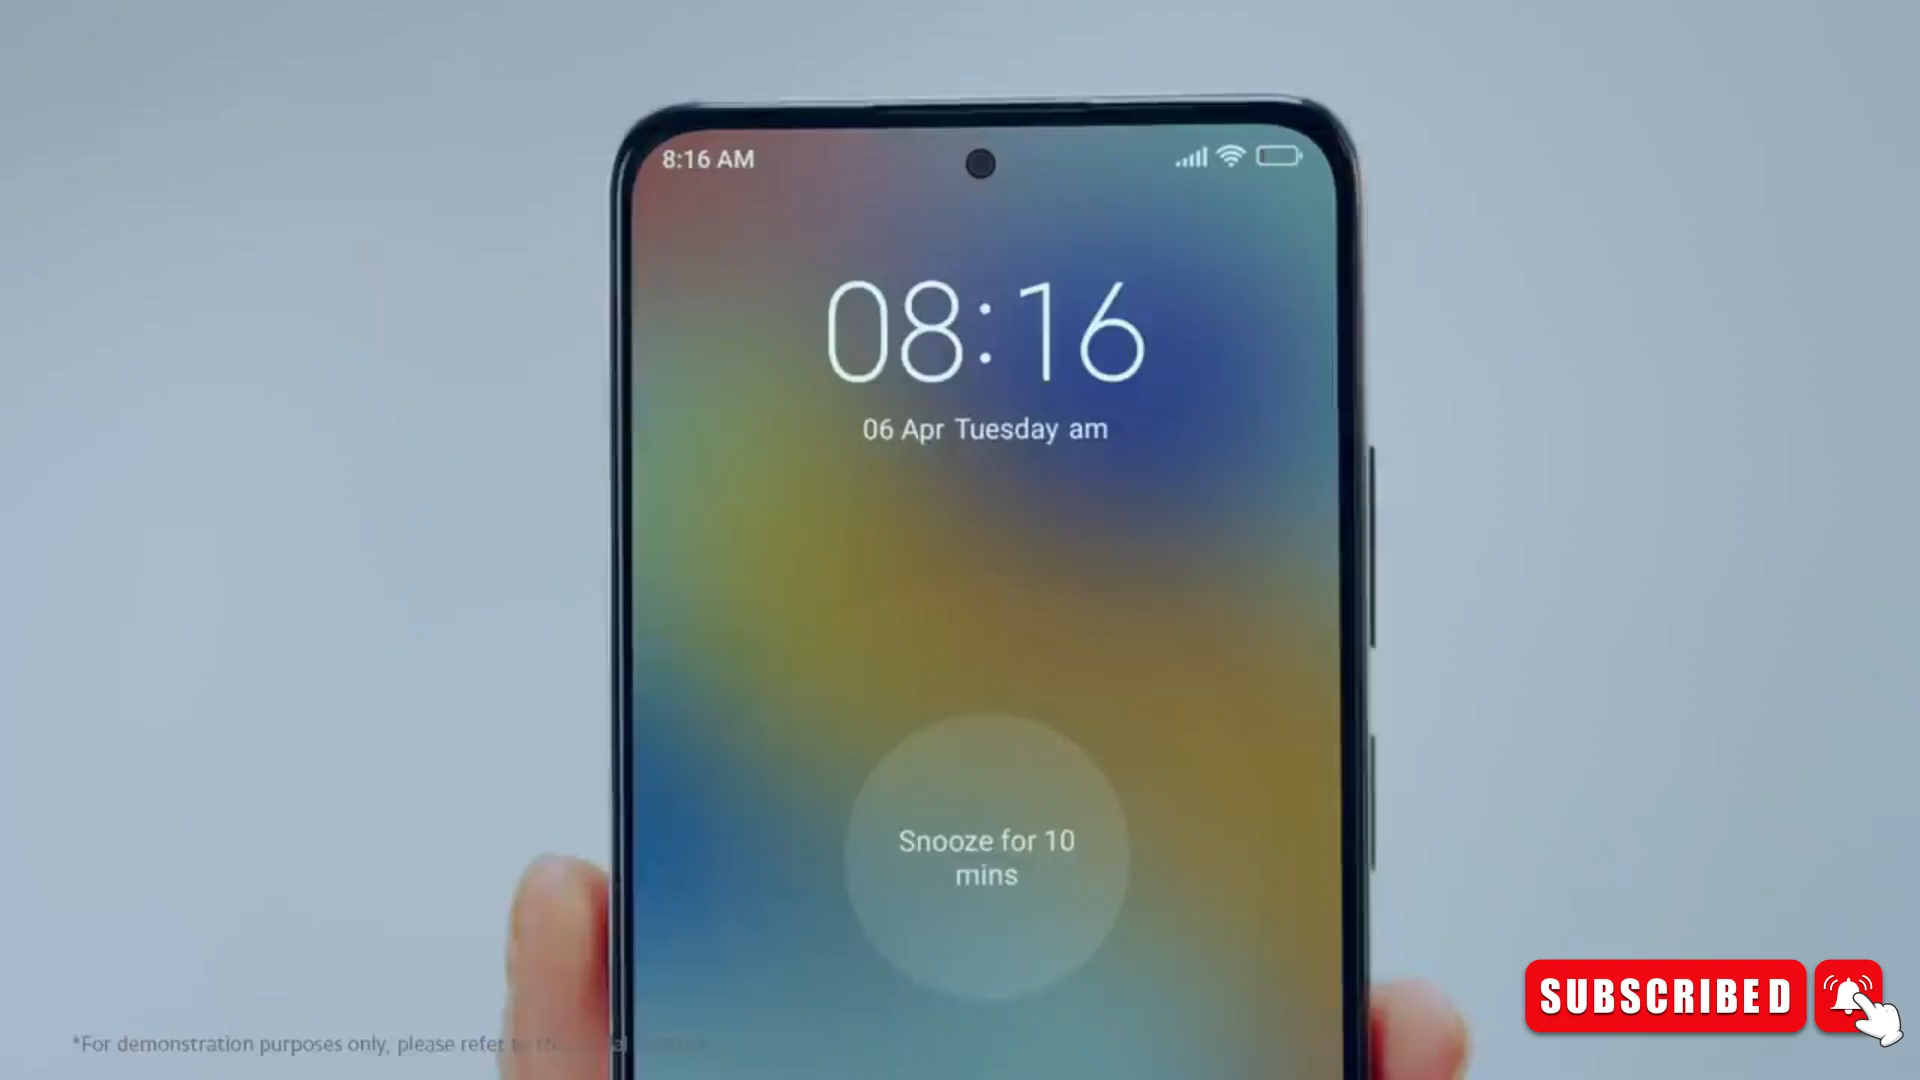 8:16 AM
08:16
06 Apr Tuesday am
Snooze for 10
mins
SUBSCRIBED
*For demonstration purposes only, please refer to